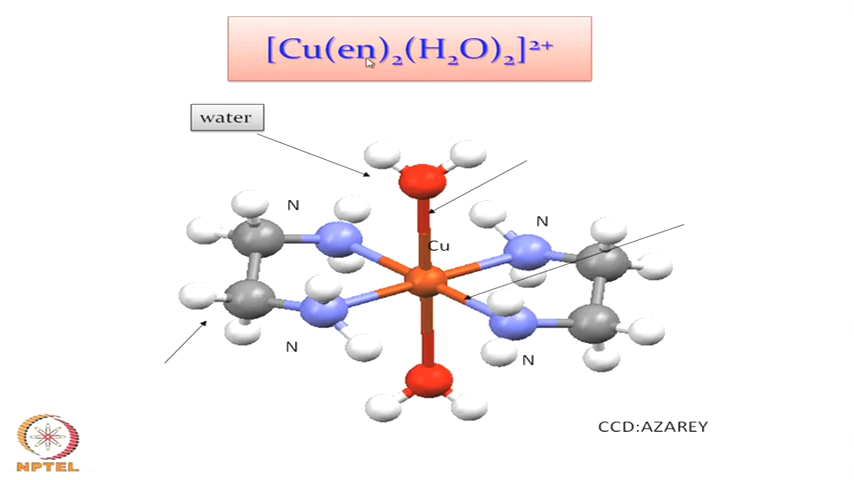 [Cu(en)₂(H₂O)₂]²⁺
water
N
N
Cu
N
N
CCD:AZAREY
NPTEL